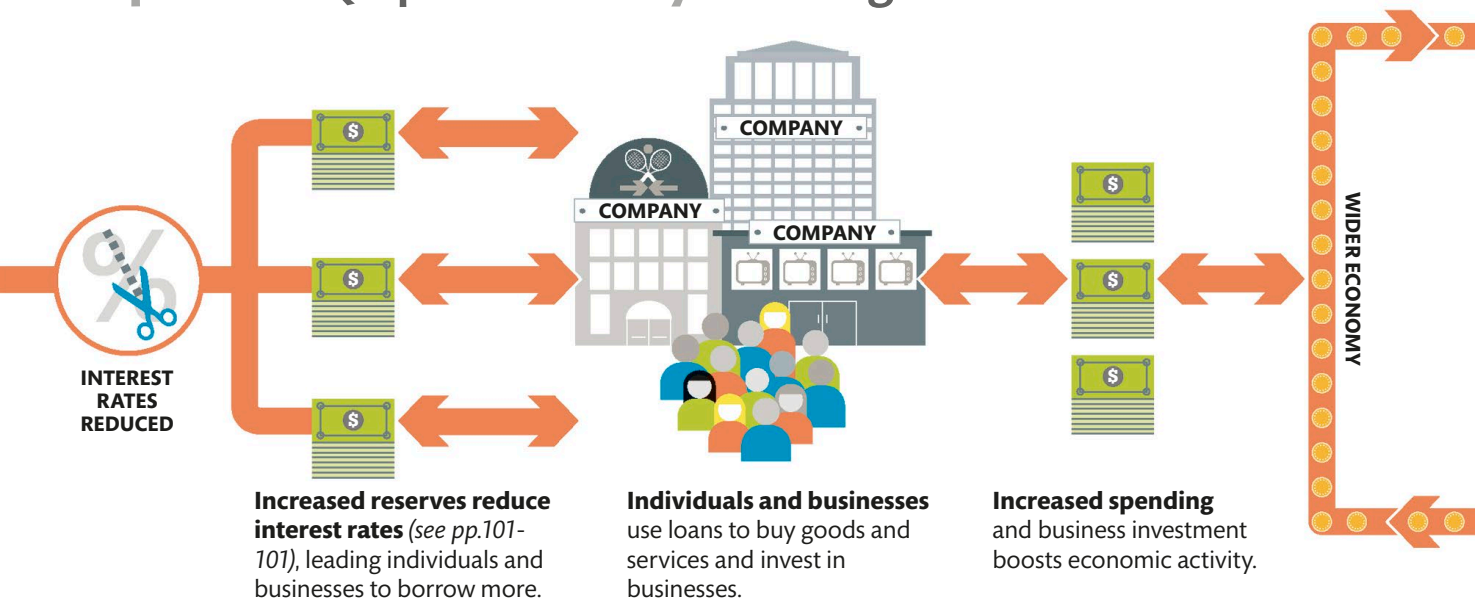 COMPANY
COMPANY
COMPANY
WIDER ECONOMY
INTEREST
RATES
REDUCED
Increased reserves reduce
interest rates (see pp.101-
101), leading individuals and
businesses to borrow more.
Individuals and businesses
use loans to buy goods and
services and invest in
businesses.
Increased spending
and business investment
boosts economic activity.